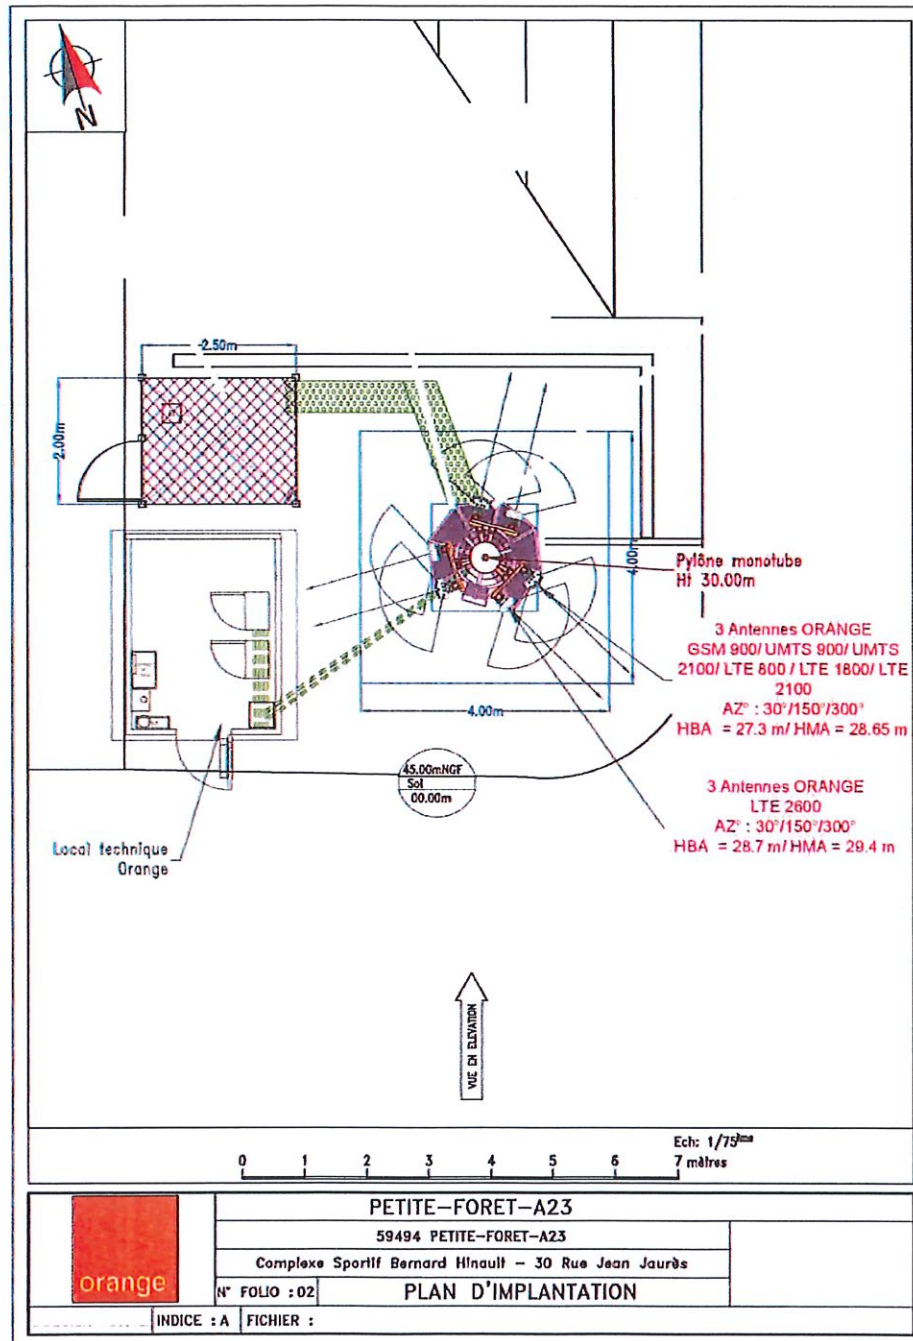 N
2.50m
2.00m
4.00m
4.00m
Pylône monotube
Ht 30.00m
3 Antennes ORANGE
GSM 900/ UMTS 900/ UMTS
2100/ LTE 800 / LTE 1800/ LTE
2100
AZ° : 30°/150°/300°
HBA = 27.3 m/ HMA = 28.65 m
3 Antennes ORANGE
LTE 2600
AZ° : 30°/150°/300°
HBA = 28.7 m/ HMA = 29.4 m
45.00mNGF
Sol
00.00m
Local technique
Orange
VUE EN ELEVATION
Ech: 1/75ème
0 1 2 3 4 5 6 7 mètres
orange
PETITE-FORET-A23
59494 PETITE-FORET-A23
Complexe Sportif Bernard Hinault - 30 Rue Jean Jaurès
N° FOLIO : 02
PLAN D'IMPLANTATION
INDICE : A
FICHIER :